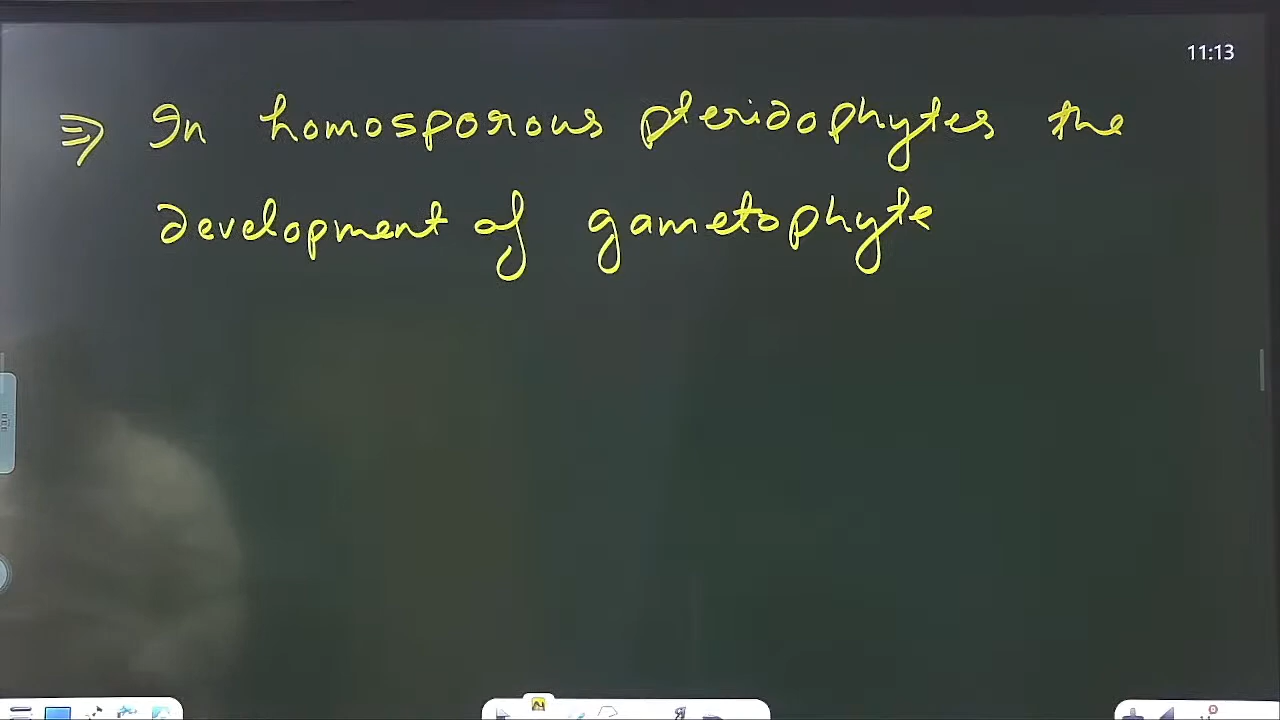 11:13
⇒ In homosporous pteridophytes the
development of gametophyte